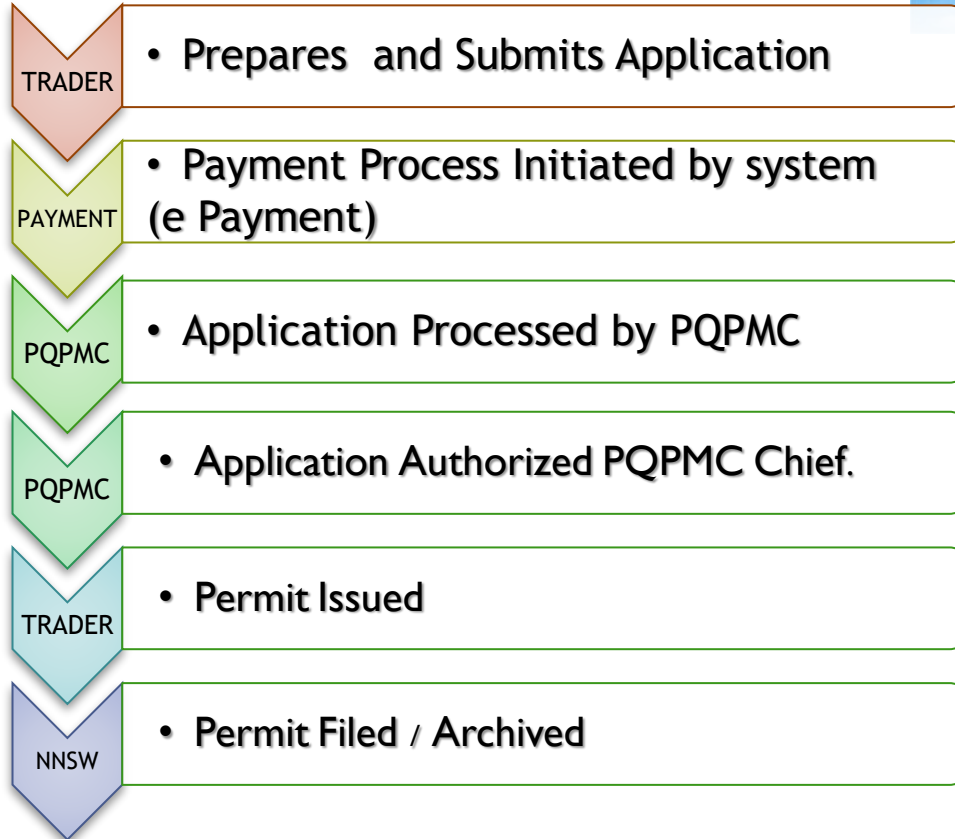 TRADER
• Prepares and Submits Application
PAYMENT
• Payment Process Initiated by system
(e Payment)
PQPMC
• Application Processed by PQPMC
PQPMC
• Application Authorized PQPMC Chief.
TRADER
• Permit Issued
NNSW
• Permit Filed / Archived